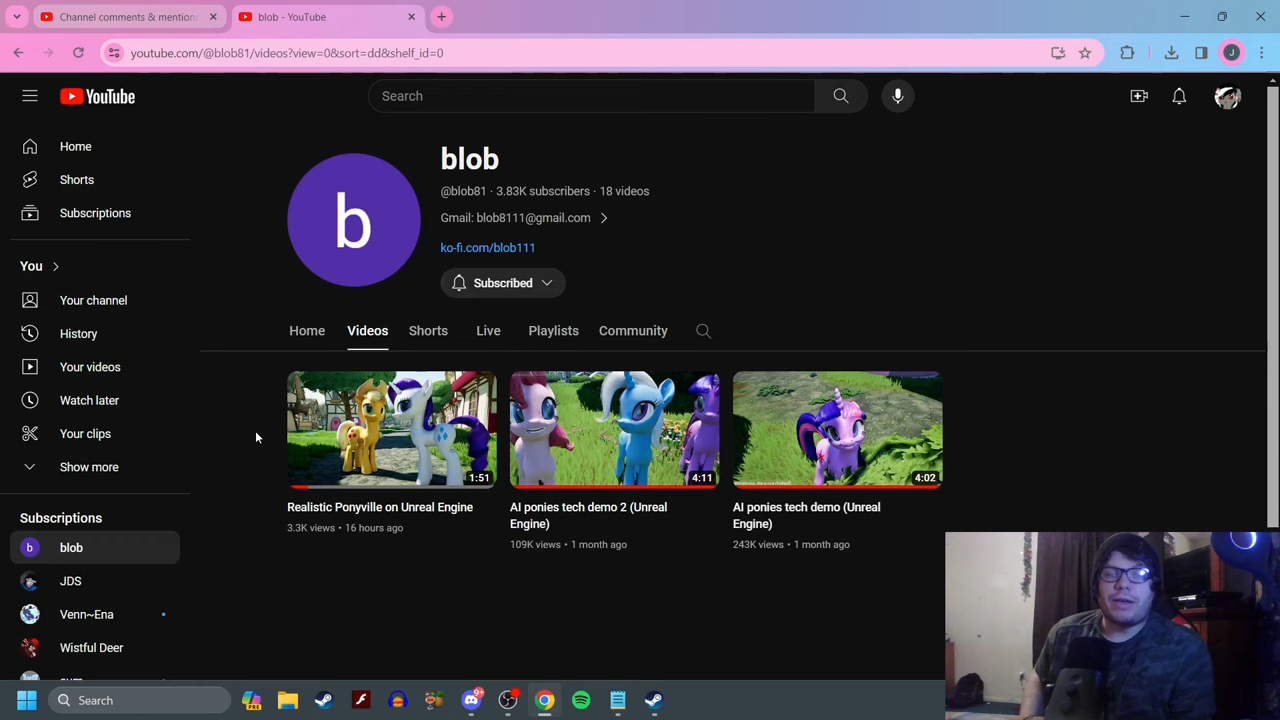 Channel comments & mention
blob - YouTube
youtube.com/@blob81/videos?view=0&sort=dd&shelf_id=0
J
YouTube
Search
Home
Shorts
Subscriptions
You
Your channel
History
Your videos
Watch later
Your clips
Show more
Subscriptions
b
blob
JDS
Venn~Ena
Wistful Deer
b
blob
@blob81 · 3.83K subscribers · 18 videos
Gmail: blob8111@gmail.com
ko-fi.com/blob111
Subscribed
Home
Videos
Shorts
Live
Playlists
Community
1:51
Realistic Ponyville on Unreal Engine
3.3K views • 16 hours ago
4:11
AI ponies tech demo 2 (Unreal
Engine)
109K views • 1 month ago
4:02
AI ponies tech demo (Unreal
Engine)
243K views • 1 month ago
Search
PRE